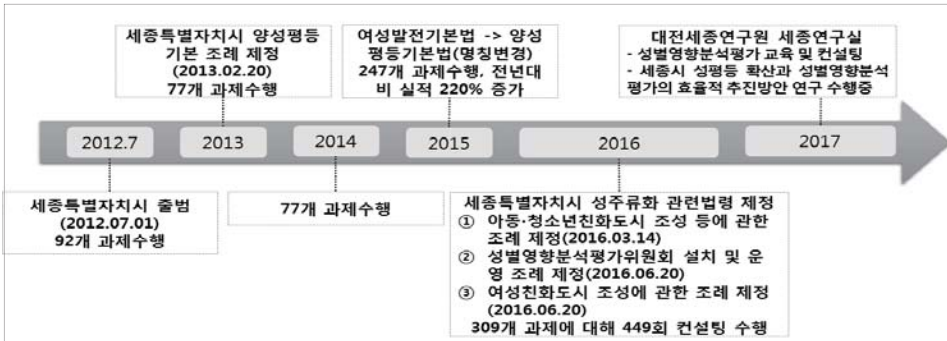 세종특별자치시 양성평등
기본 조례 제정
(2013.02.20)
77개 과제수행
여성발전기본법 -> 양성
평등기본법(명칭변경)
247개 과제수행, 전년대
비 실적 220% 증가
대전세종연구원 세종연구실
- 성별영향분석평가 교육 및 컨설팅
- 세종시 성평등 확산과 성별영향분석
평가의 효율적 추진방안 연구 수행중
2012.7
2013
2014
2015
2016
2017
세종특별자치시 출범
(2012.07.01)
92개 과제수행
77개 과제수행
세종특별자치시 성주류화 관련법령 제정
① 아동·청소년친화도시 조성 등에 관한
조례 제정(2016.03.14)
② 성별영향분석평가위원회 설치 및 운
영 조례 제정(2016.06.20)
③ 여성친화도시 조성에 관한 조례 제정
(2016.06.20)
309개 과제에 대해 449회 컨설팅 수행